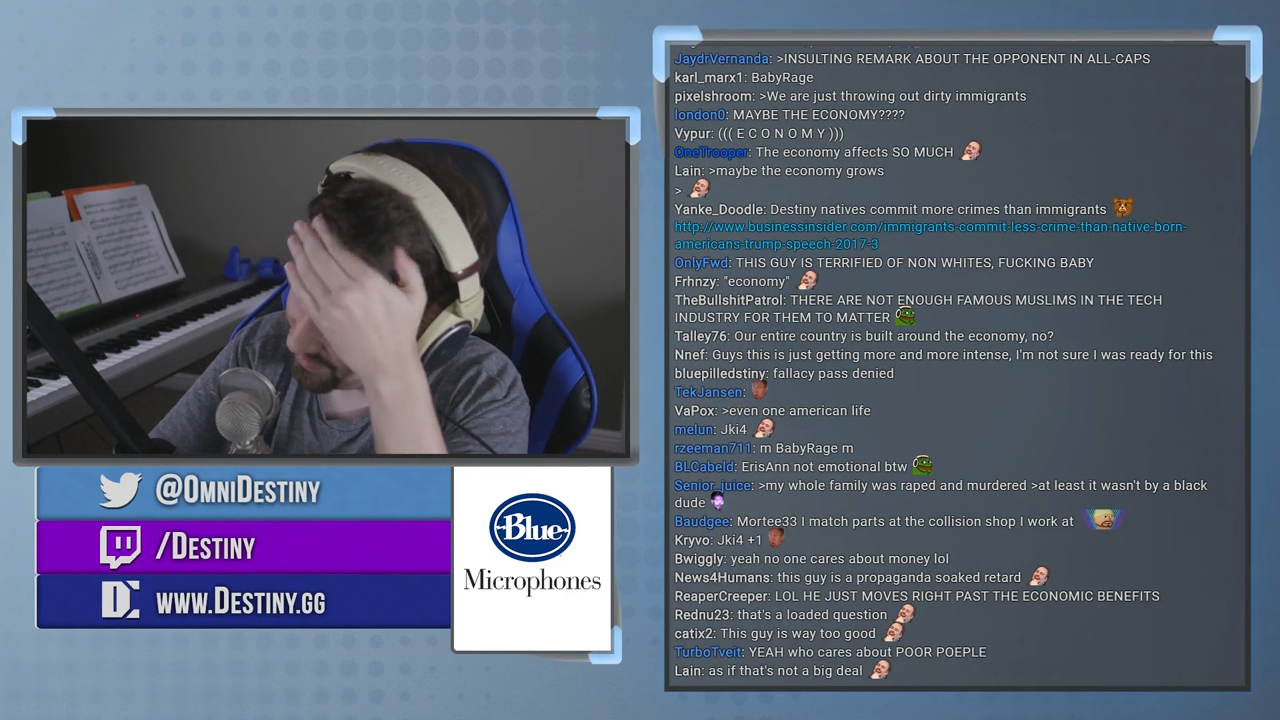 JaydrVernanda: >INSULTING REMARK ABOUT THE OPPONENT IN ALL-CAPS
karl_marx1: BabyRage
pixelshroom: >We are just throwing out dirty immigrants
london0: MAYBE THE ECONOMY????
Vypur: ((( E C O N O M Y )))
OneTrooper: The economy affects SO MUCH
Lain: >maybe the economy grows
>
Yanke_Doodle: Destiny natives commit more crimes than immigrants
http://www.businessinsider.com/immigrants-commit-less-crime-than-native-born-
americans-trump-speech-2017-3
OnlyFwd: THIS GUY IS TERRIFIED OF NON WHITES, FUCKING BABY
Frhnzy: "economy"
TheBullshitPatrol: THERE ARE NOT ENOUGH FAMOUS MUSLIMS IN THE TECH
INDUSTRY FOR THEM TO MATTER
Talley76: Our entire country is built around the economy, no?
Nnef: Guys this is just getting more and more intense, I'm not sure I was ready for this
bluepilledstiny: fallacy pass denied
TekJansen:
VaPox: >even one american life
melun: Jki4
rzeeman711: m BabyRage m
BLCabeld: ErisAnn not emotional btw
Senior_juice: >my whole family was raped and murdered >at least it wasn't by a black
dude
Baudgee: Mortee33 I match parts at the collision shop I work at
Kryvo: Jki4 +1
Bwiggly: yeah no one cares about money lol
News4Humans: this guy is a propaganda soaked retard
ReaperCreeper: LOL HE JUST MOVES RIGHT PAST THE ECONOMIC BENEFITS
Rednu23: that's a loaded question
catix2: This guy is way too good
TurboTveit: YEAH who cares about POOR POEPLE
Lain: as if that's not a big deal
@OmniDestiny
/Destiny
www.Destiny.gg
Blue
Microphones